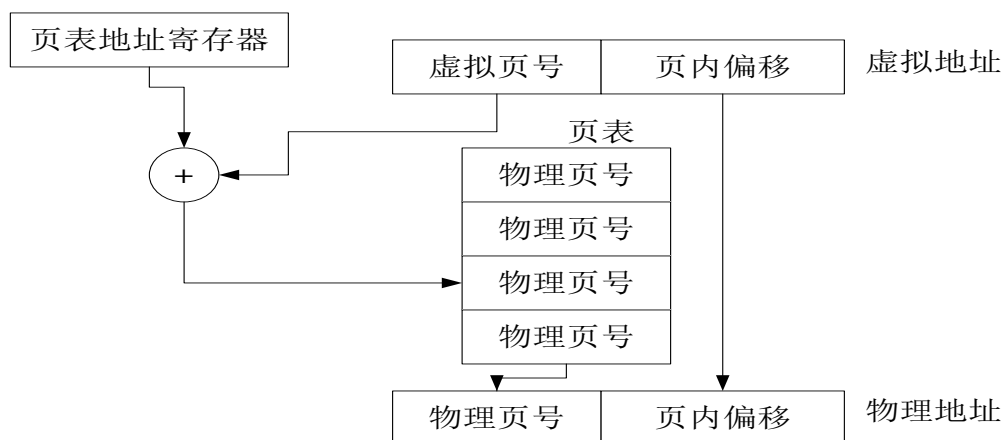 页表地址寄存器
虚拟页号 页内偏移 虚拟地址
页表
+
物理页号
物理页号
物理页号
物理页号
物理页号 页内偏移 物理地址